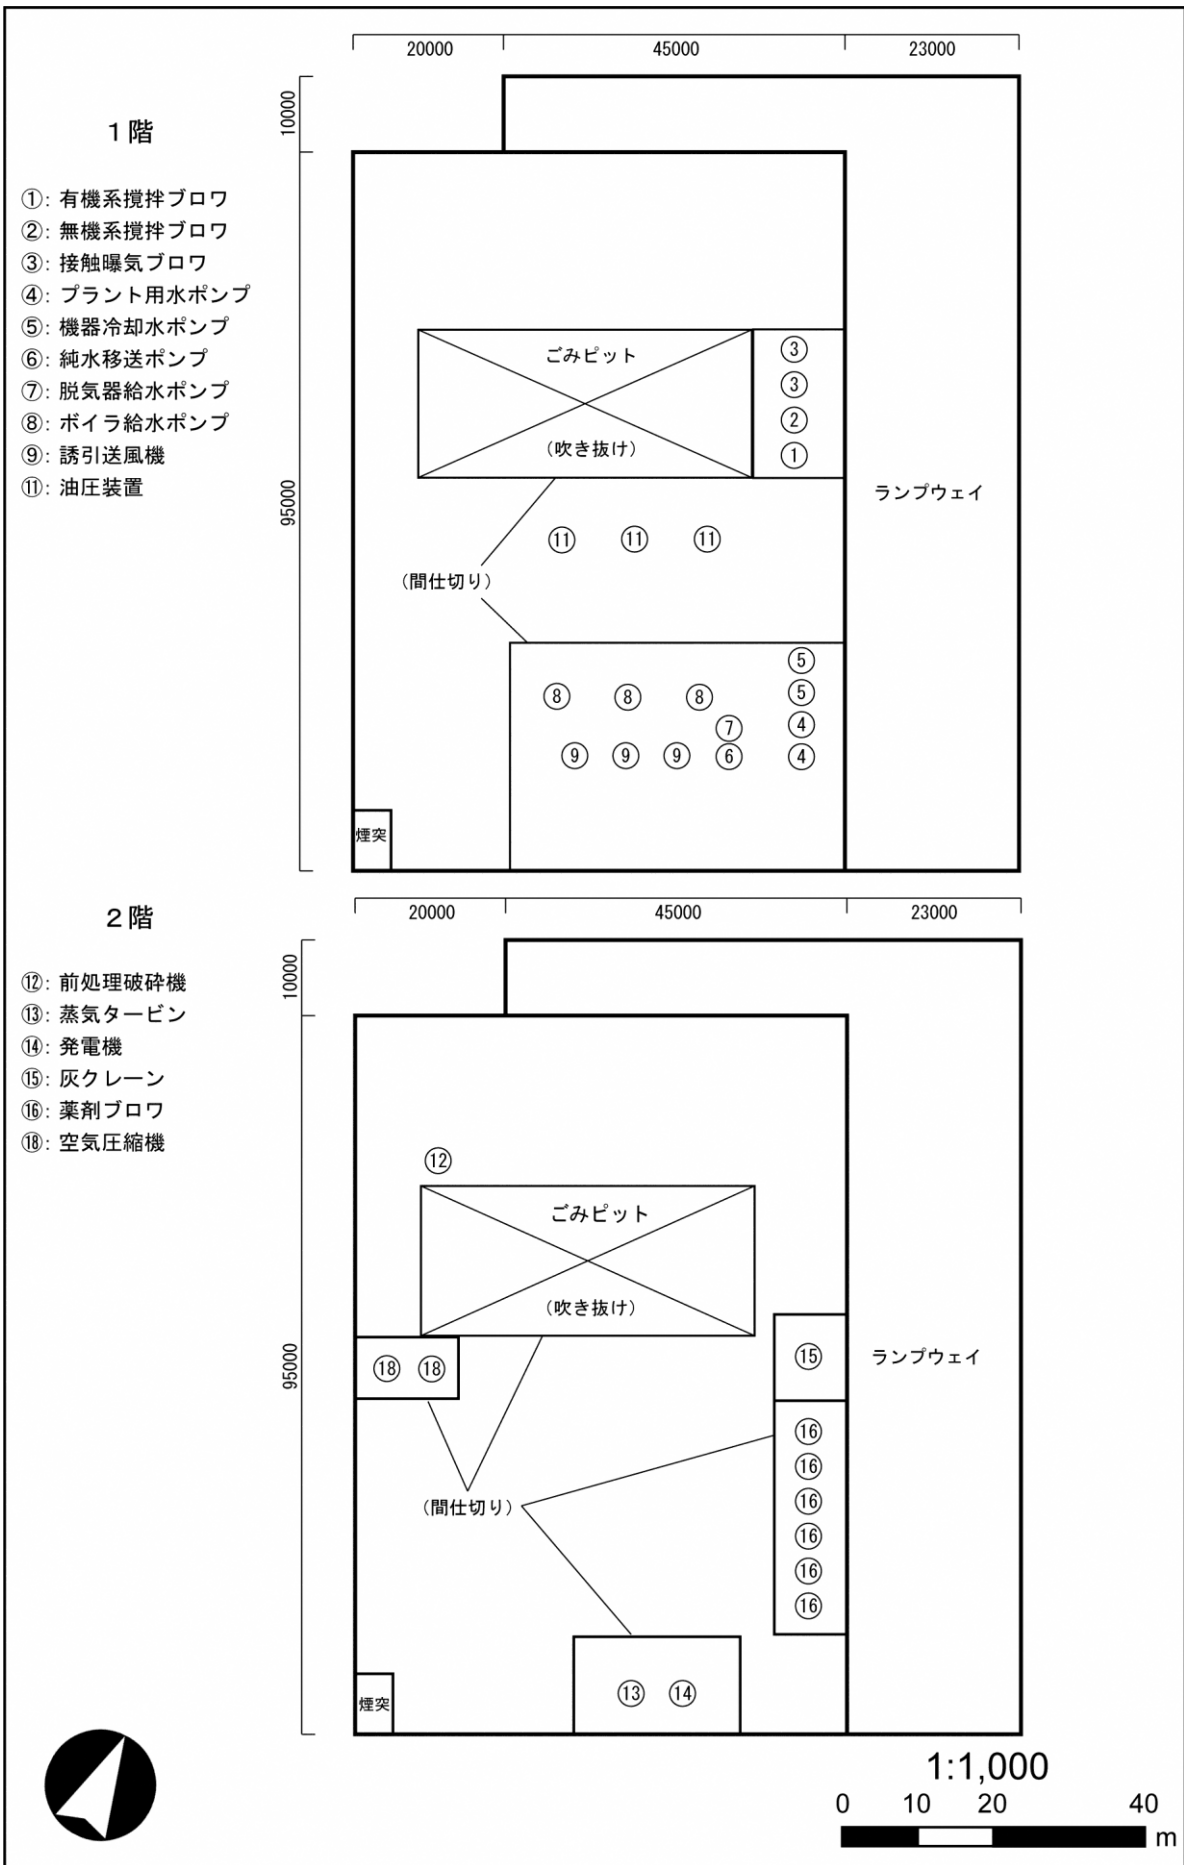 20000 45000 23000
10000
1階
①: 有機系撹拌ブロワ
②: 無機系撹拌ブロワ
③: 接触曝気ブロワ
④: プラント用水ポンプ
⑤: 機器冷却水ポンプ
⑥: 純水移送ポンプ
⑦: 脱気器給水ポンプ
⑧: ボイラ給水ポンプ
⑨: 誘引送風機
⑪: 油圧装置
95000
ごみピット
(吹き抜け)
③
③
②
①
ランプウェイ
⑪ ⑪ ⑪
(間仕切り)
⑤
⑧ ⑧ ⑧ ⑤
⑦ ④
⑨ ⑨ ⑨ ⑥ ④
煙突
20000 45000 23000
10000
2階
⑫: 前処理破砕機
⑬: 蒸気タービン
⑭: 発電機
⑮: 灰クレーン
⑯: 薬剤ブロワ
⑱: 空気圧縮機
95000
⑫
ごみピット
(吹き抜け)
⑱ ⑱
⑮
ランプウェイ
⑯
⑯
⑯
⑯
⑯
⑯
(間仕切り)
⑬ ⑭
煙突
1:1,000
0 10 20 40
m